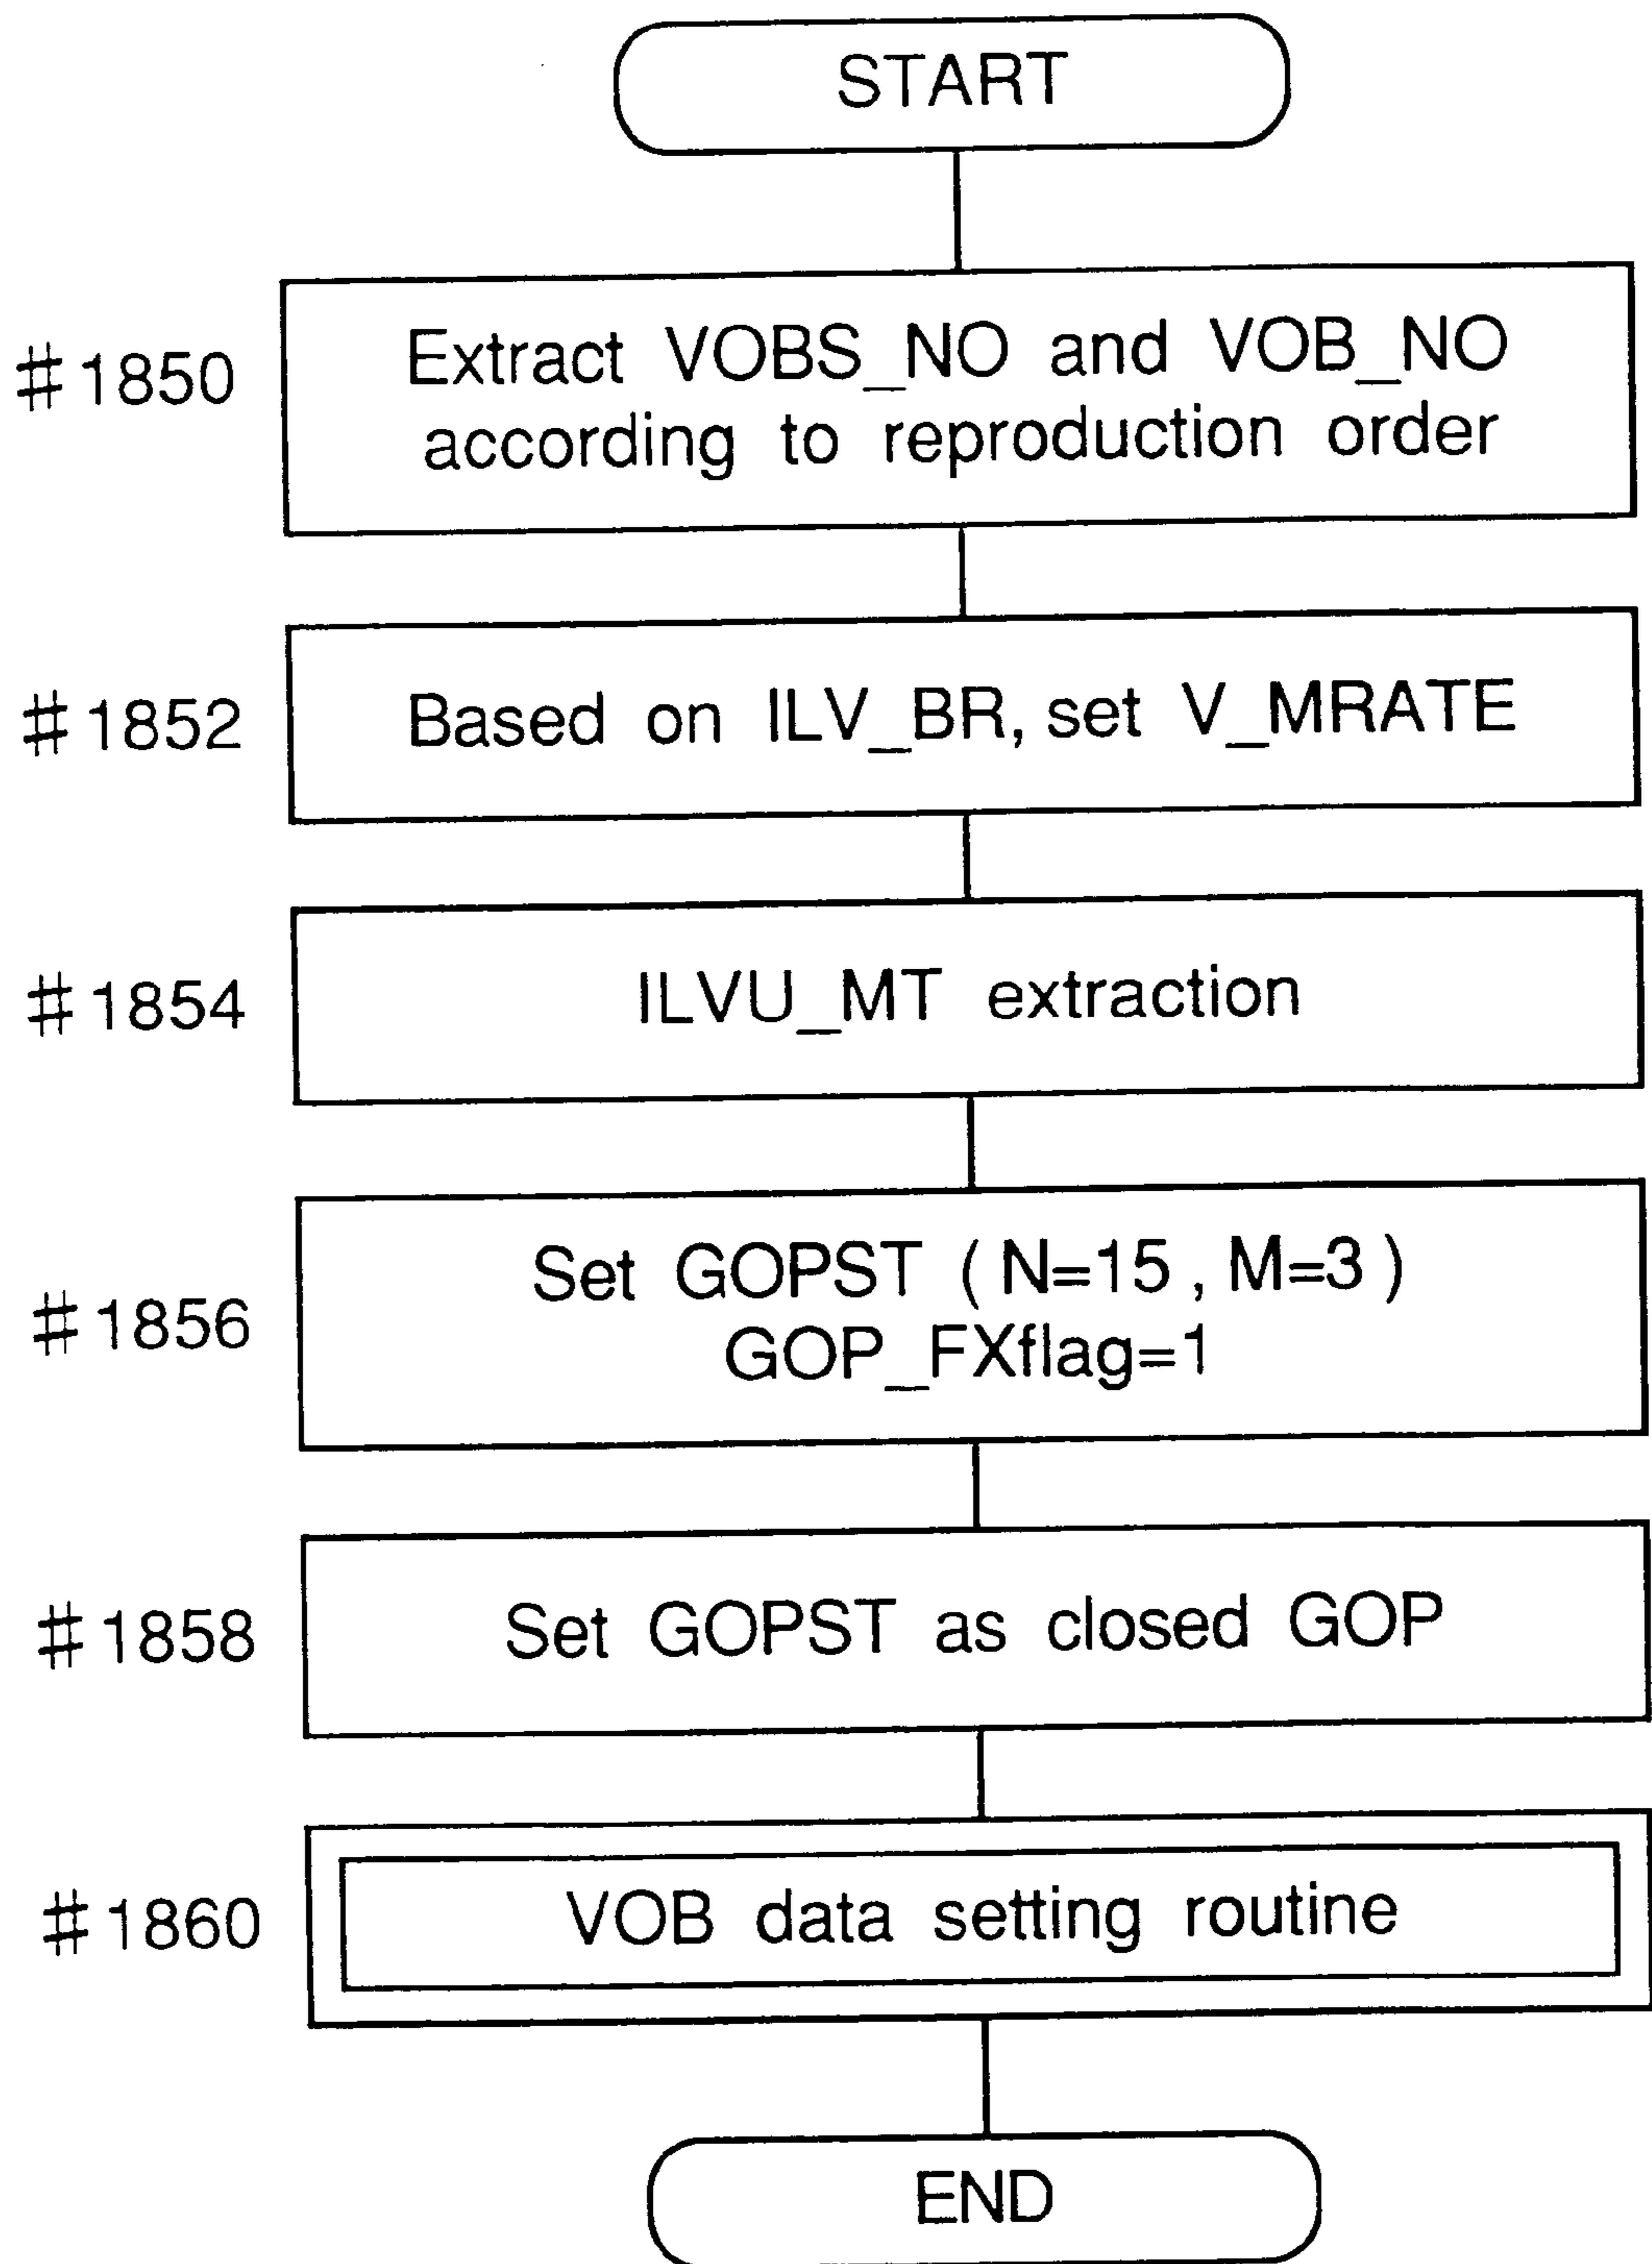 START
#1850
Extract VOBS_NO and VOB_NO
according to reproduction order
#1852
Based on ILV_BR, set V_MRATE
#1854
ILVU_MT extraction
#1856
Set GOPST ( N=15 , M=3 )
GOP_FXflag=1
#1858
Set GOPST as closed GOP
#1860
VOB data setting routine
END